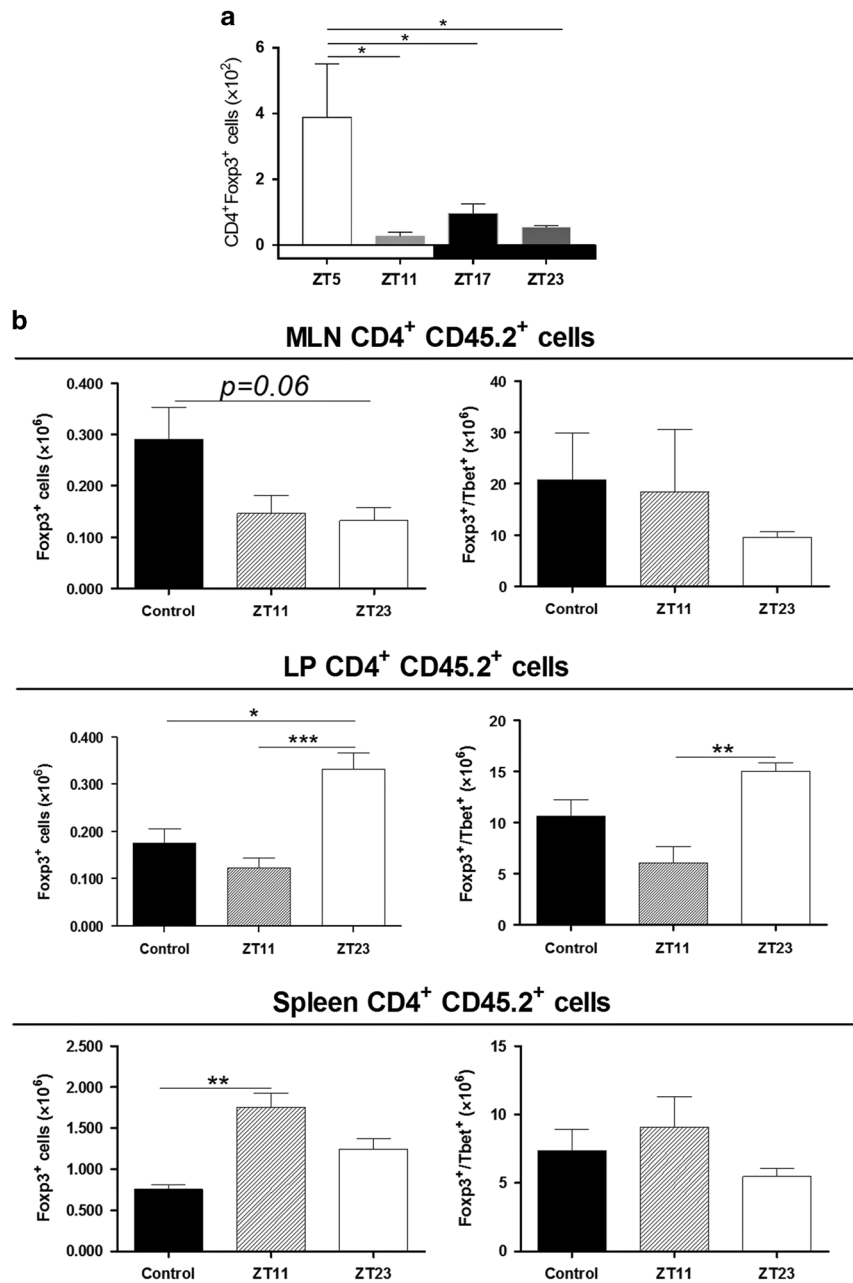 a
* 
* 
* 
CD4⁺Foxp3⁺ cells (×10²)
6
4
2
0
ZT5 ZT11 ZT17 ZT23
b
MLN CD4⁺ CD45.2⁺ cells
p=0.06
Foxp3⁺ cells (×10⁶)
0.400
0.300
0.200
0.100
0.000
Control ZT11 ZT23
Foxp3⁺/Tbet⁺ (×10⁶)
40
30
20
10
0
Control ZT11 ZT23
LP CD4⁺ CD45.2⁺ cells
*
***
Foxp3⁺ cells (×10⁶)
0.400
0.300
0.200
0.100
0.000
Control ZT11 ZT23
**
Foxp3⁺/Tbet⁺ (×10⁶)
20
15
10
5
0
Control ZT11 ZT23
Spleen CD4⁺ CD45.2⁺ cells
**
Foxp3⁺ cells (×10⁶)
2.500
2.000
1.500
1.000
0.500
0.000
Control ZT11 ZT23
Foxp3⁺/Tbet⁺ (×10⁶)
15
10
5
0
Control ZT11 ZT23